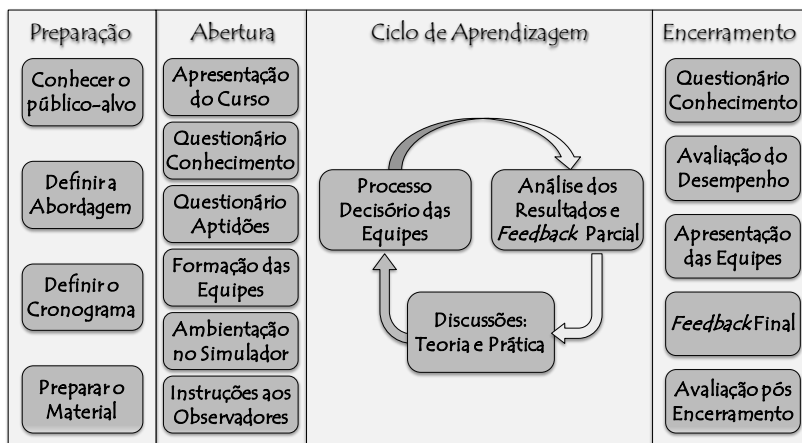 Preparação
Conhecer o
público-alvo
Definir a
Abordagem
Definir o
Cronograma
Preparar o
Material
Abertura
Apresentação
do Curso
Questionário
Conhecimento
Questionário
Aptidões
Formação das
Equipes
Ambientação
no Simulador
Instruções aos
Observadores
Ciclo de Aprendizagem
Processo
Decisório das
Equipes
Análise dos
Resultados e
Feedback Parcial
Discussões:
Teoria e Prática
Encerramento
Questionário
Conhecimento
Avaliação do
Desempenho
Apresentação
das Equipes
Feedback Final
Avaliação pós
Encerramento